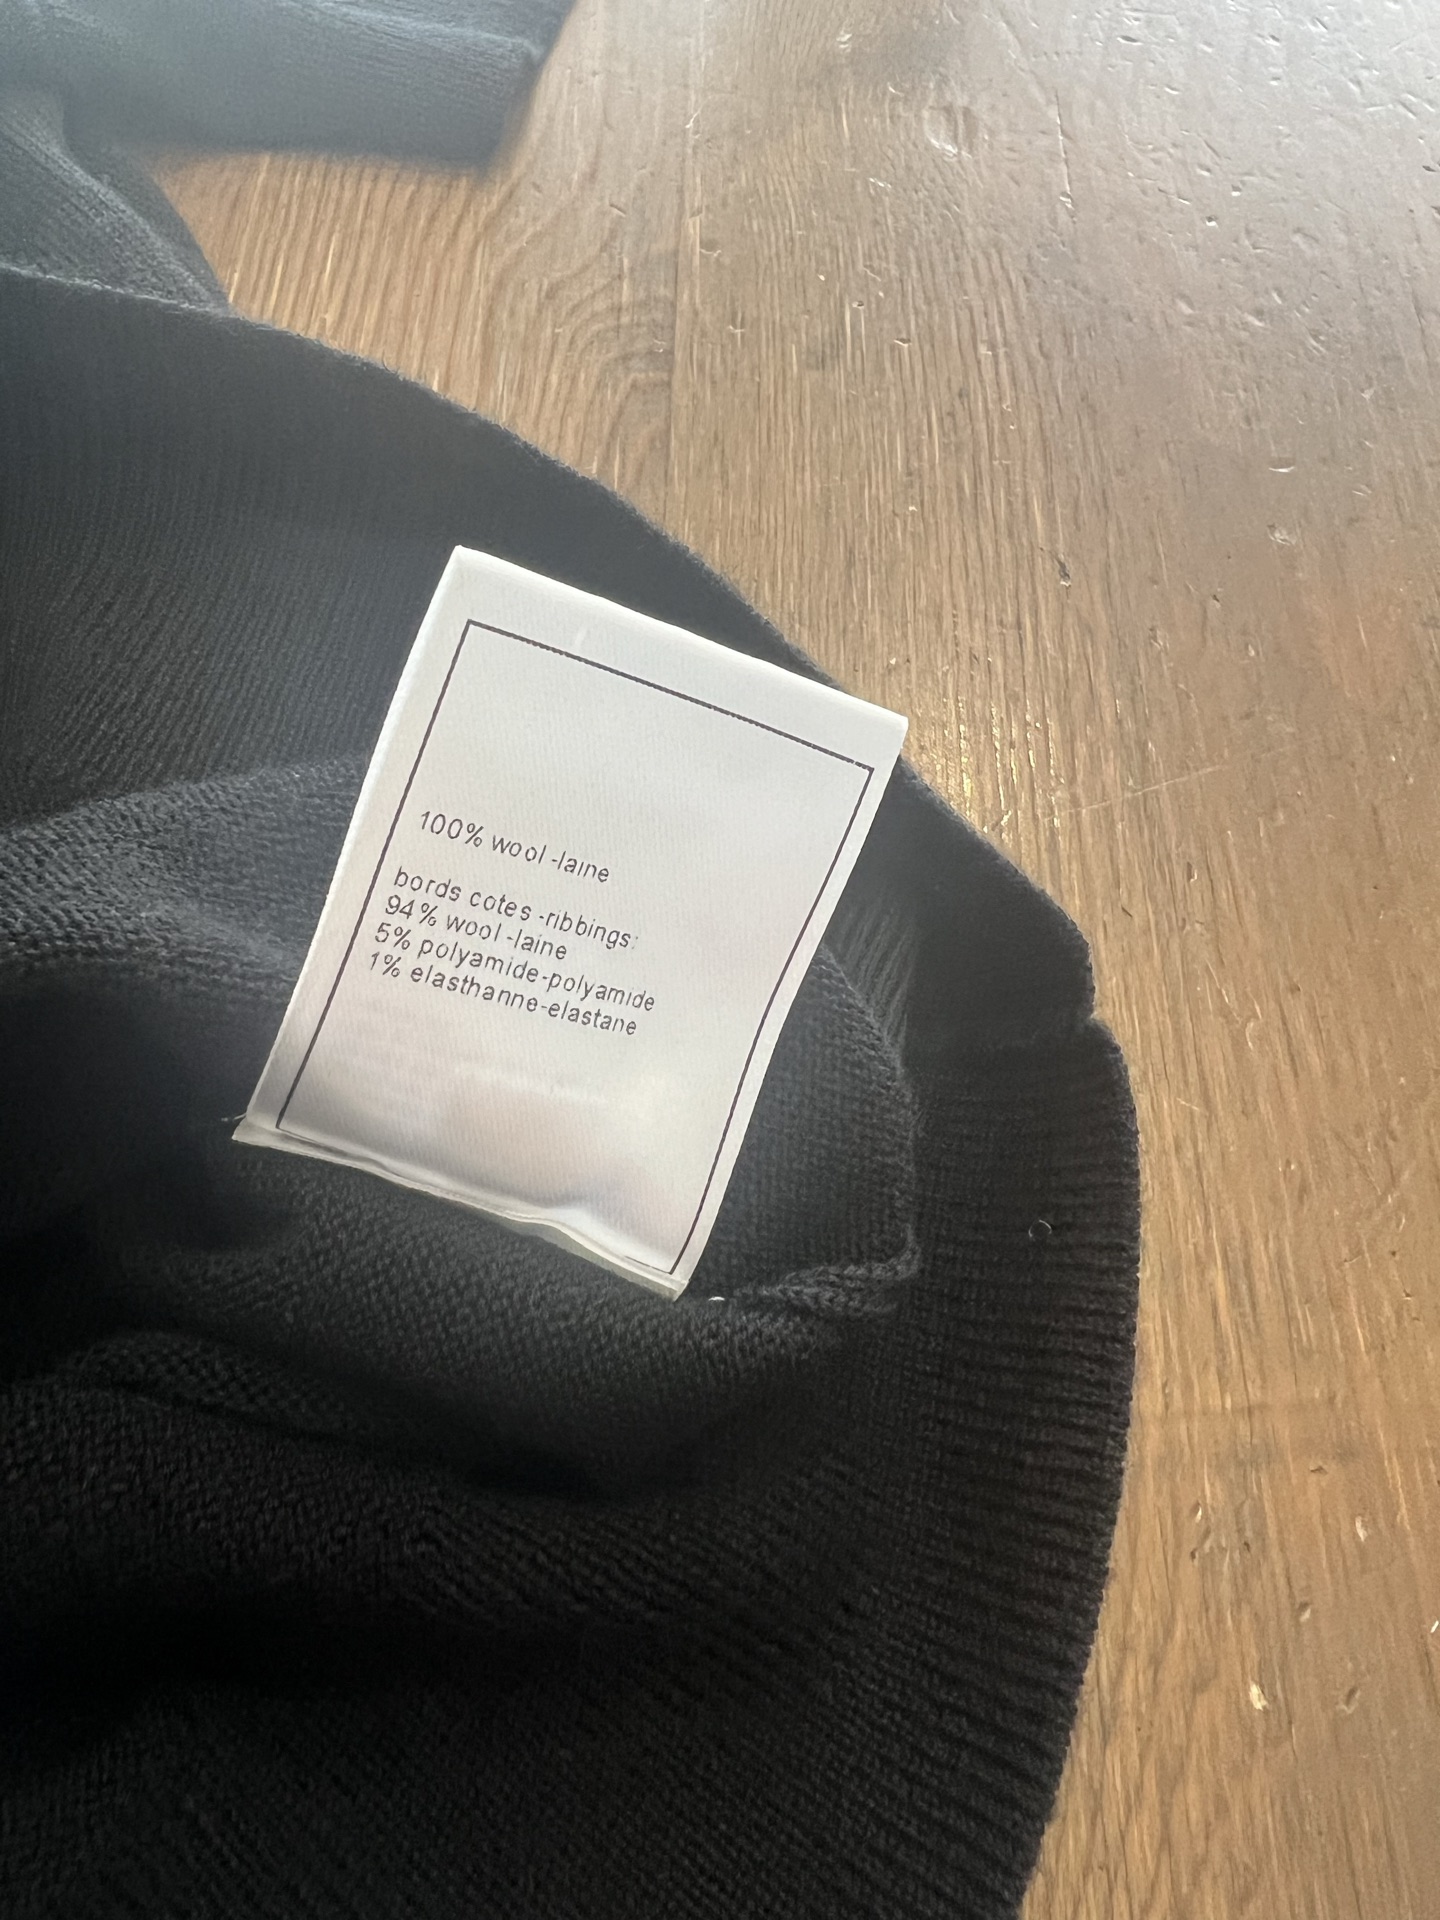 100% wool -laine
bords cotes -ribbings:
94% wool -laine
5% polyamide-polyamide
1% elasthanne-elastane